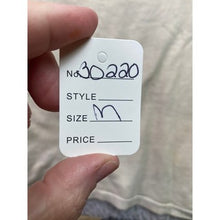 No 30220
STYLE
SIZE M
PRICE